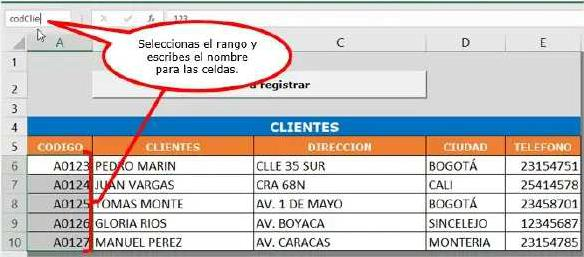 codClie
fx 123
Seleccionas el rango y
escribes el nombre
para las celdas.
A C D E
1
2 a registrar
3
4 CLIENTES
5 CODIGO CLIENTES DIRECCION CIUDAD TELEFONO
6 A0123 PEDRO MARIN CLLE 35 SUR BOGOTÁ 23154751
7 A0124 JUAN VARGAS CRA 68N CALI 25414578
8 A0125 TOMAS MONTE AV. 1 DE MAYO BOGOTÁ 23458701
9 A0126 GLORIA RIOS AV. BOYACA SINCELEJO 12345687
10 A0127 MANUEL PEREZ AV. CARACAS MONTERIA 23154785